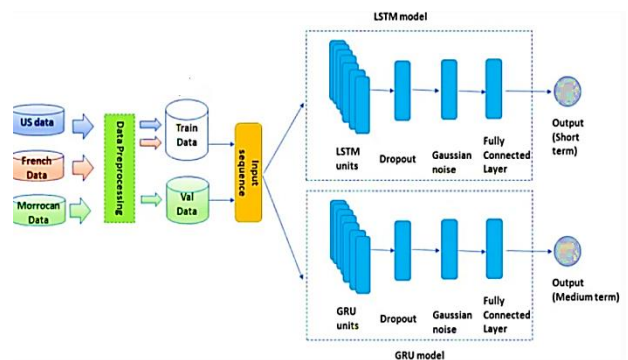 LSTM model
US data
French
Data
Morrocan
Data
Data Preprocessing
Train
Data
Val
Data
Input
sequence
LSTM
units
Dropout
Gaussian
noise
Fully
Connected
Layer
Output
(Short
term)
GRU
units
Dropout
Gaussian
noise
Fully
Connected
Layer
Output
(Medium term)
GRU model